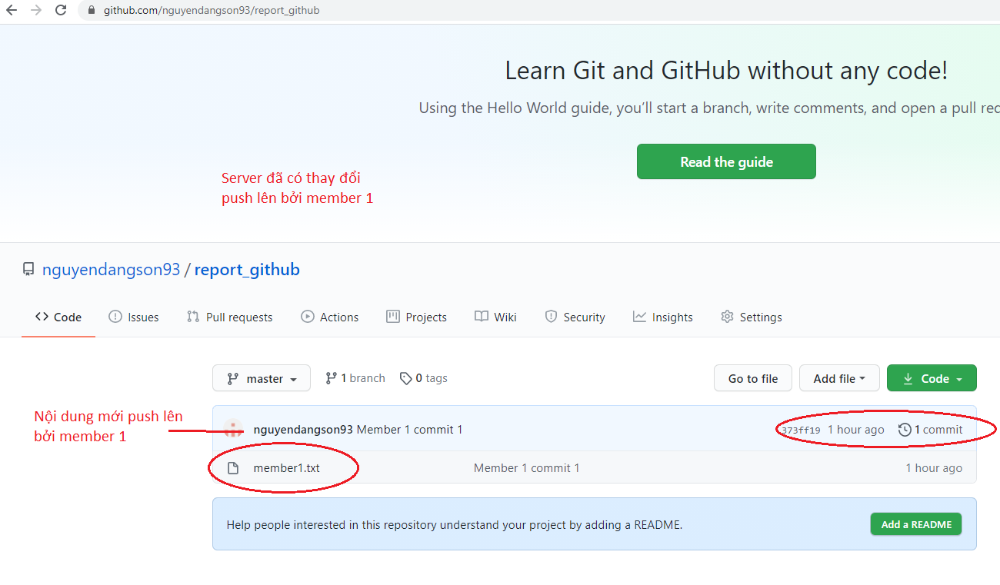 github.com/nguyendangson93/report_github
Learn Git and GitHub without any code!
Using the Hello World guide, you'll start a branch, write comments, and open a pull
Read the guide
Server đã có thay đổi
push lên bởi member 1
nguyendangson93 / report_github
Code Issues Pull requests Actions Projects Wiki Security Insights Settings
master 1 branch 0 tags Go to file Add file Code
Nội dung mới push lên
bởi member 1
nguyendangson93 Member 1 commit 1 373ff19 1 hour ago 1 commit
member1.txt Member 1 commit 1 1 hour ago
Help people interested in this repository understand your project by adding a README. Add a README